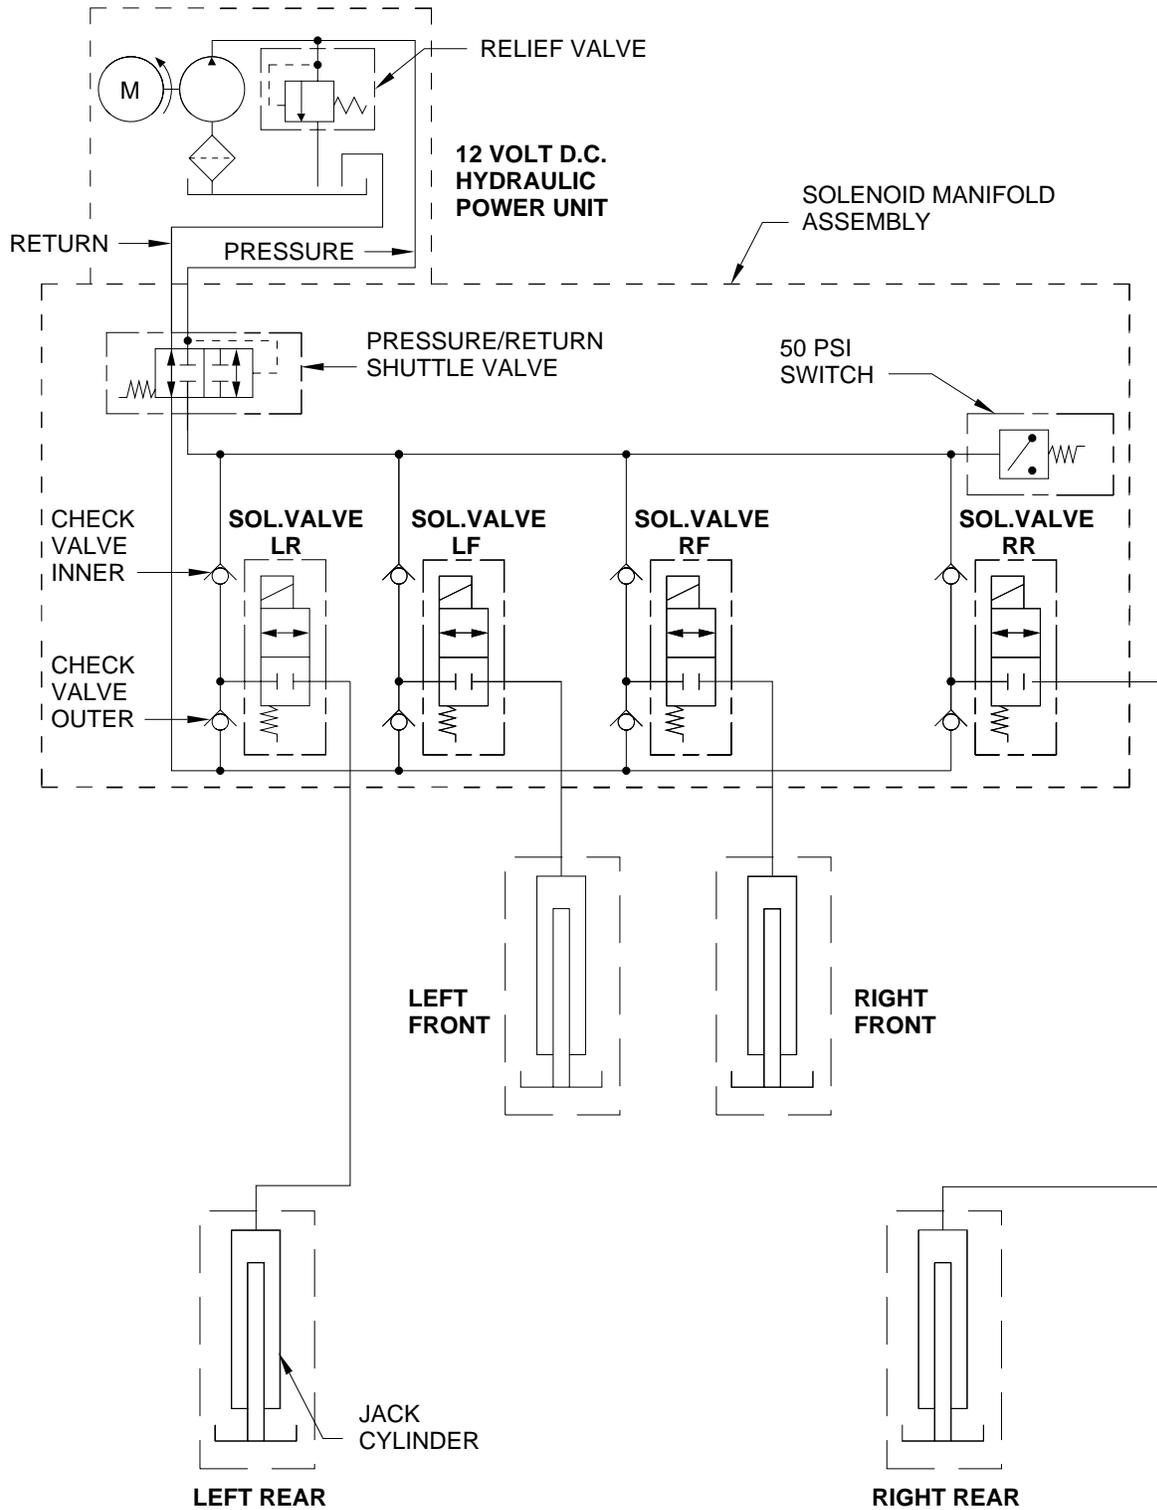 RELIEF VALVE
M
12 VOLT D.C.
HYDRAULIC
POWER UNIT
SOLENOID MANIFOLD
ASSEMBLY
RETURN
PRESSURE
PRESSURE/RETURN
SHUTTLE VALVE
50 PSI
SWITCH
CHECK
VALVE
INNER
SOL.VALVE
LR
SOL.VALVE
LF
SOL.VALVE
RF
SOL.VALVE
RR
CHECK
VALVE
OUTER
LEFT
FRONT
RIGHT
FRONT
JACK
CYLINDER
LEFT REAR
RIGHT REAR